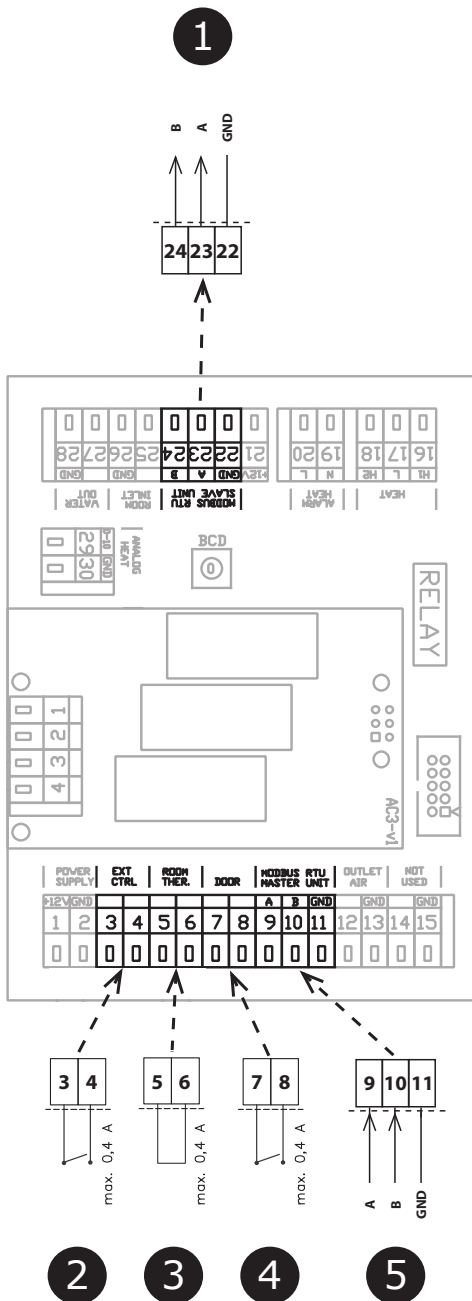 1
B A GND
24 23 22
28 27 26 25 24 23 22 21 20 19 18 17 16
GND GND B A GND +12V L N H2 L H1
WATER OUT
ROOM INLET
MODBUS RTU SLAVE UNIT
ALARM HEAT
HEAT
29 30
0-10 GND
ANALOG HEAT
BCD
0
RELAY
1
2
3
4
AC3-v1
POWER SUPPLY
EXT CTRL
ROOM THER.
DOOR
MODBUS RTU MASTER UNIT
OUTLET AIR
NOT USED
+12V GND A B GND GND GND
1 2 3 4 5 6 7 8 9 10 11 12 13 14 15
3 4
5 6
7 8
9 10 11
max. 0,4 A
max. 0,4 A
max. 0,4 A
A B GND
2 3 4 5